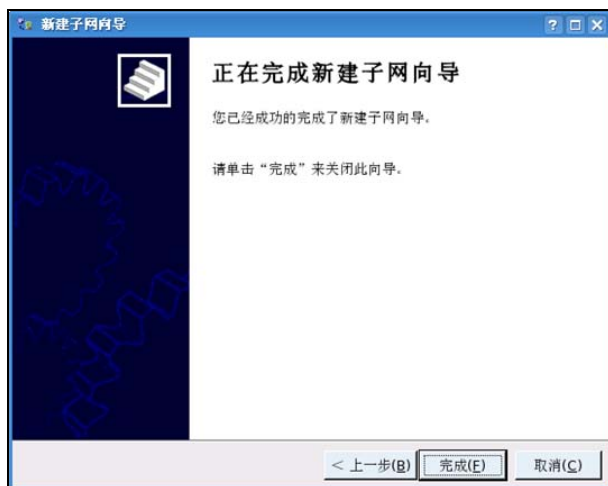 新建子网向导
正在完成新建子网向导
您已经成功的完成了新建子网向导。
请单击“完成”来关闭此向导。
< 上一步(B) 完成(F) 取消(C)